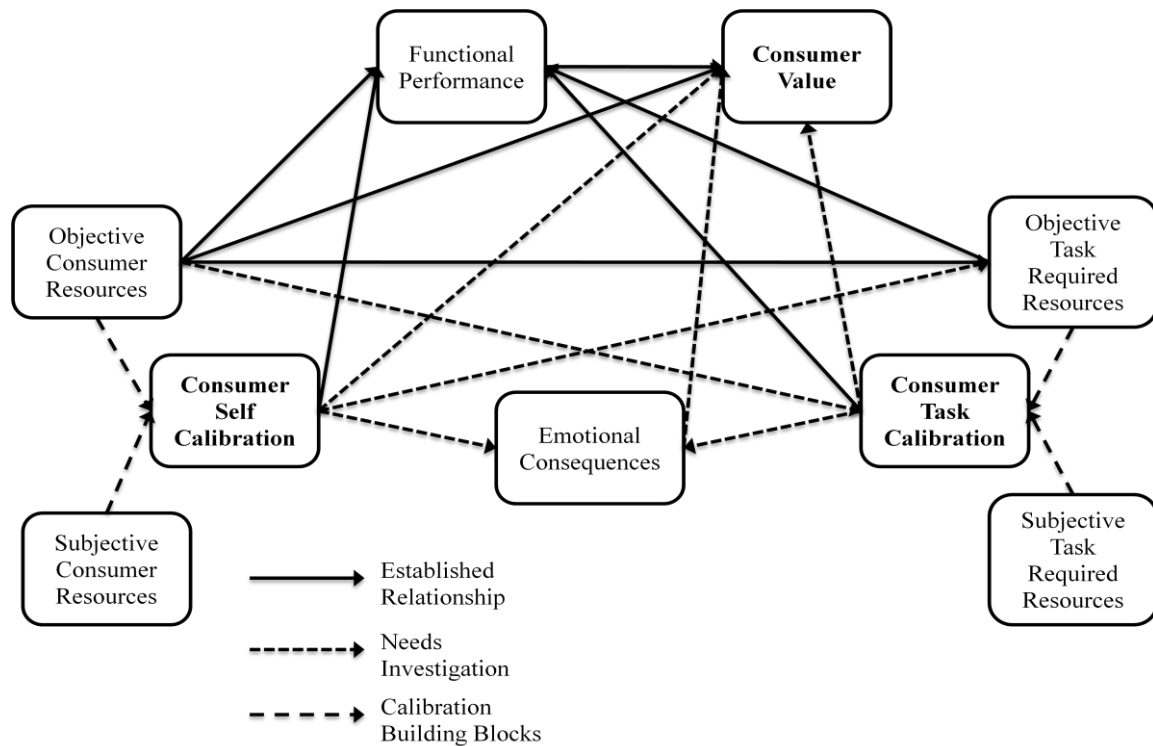 Functional
Performance
Consumer
Value
Objective
Consumer
Resources
Objective
Task
Required
Resources
Consumer
Self
Calibration
Emotional
Consequences
Consumer
Task
Calibration
Subjective
Consumer
Resources
Subjective
Task
Required
Resources
Established
Relationship
Needs
Investigation
Calibration
Building Blocks